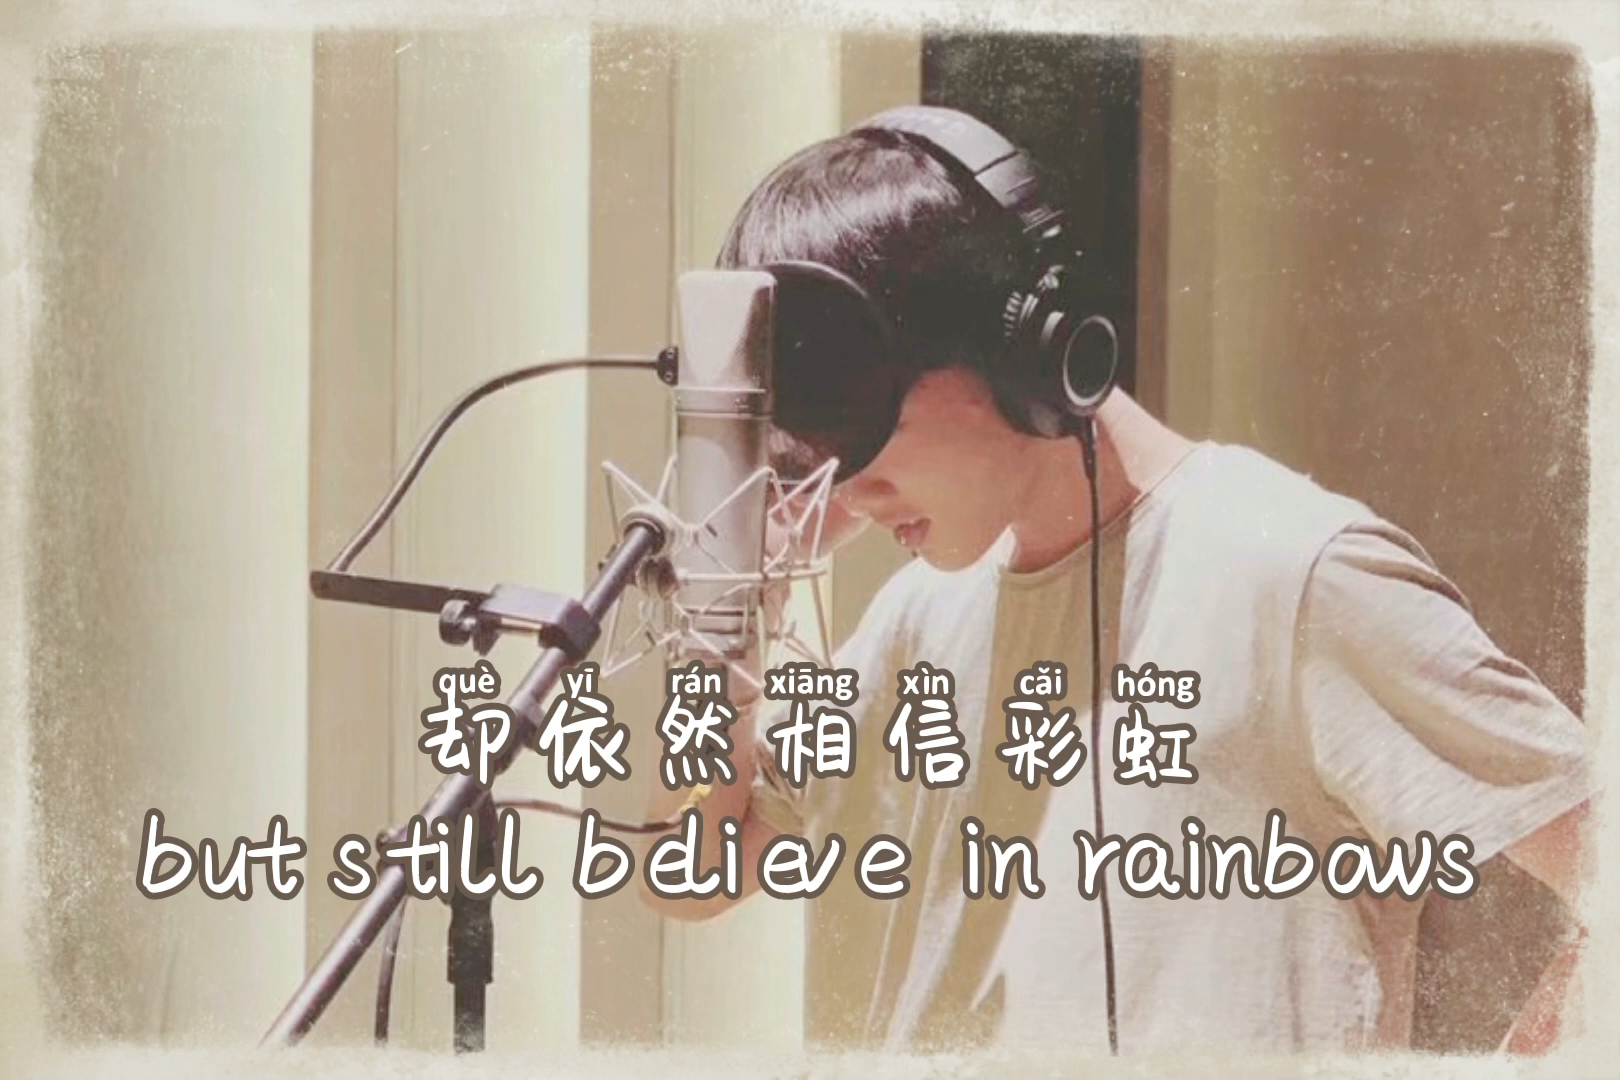 què yī rán xiāng xìn cǎi hóng
却依然相信彩虹
but still believe in rainbows